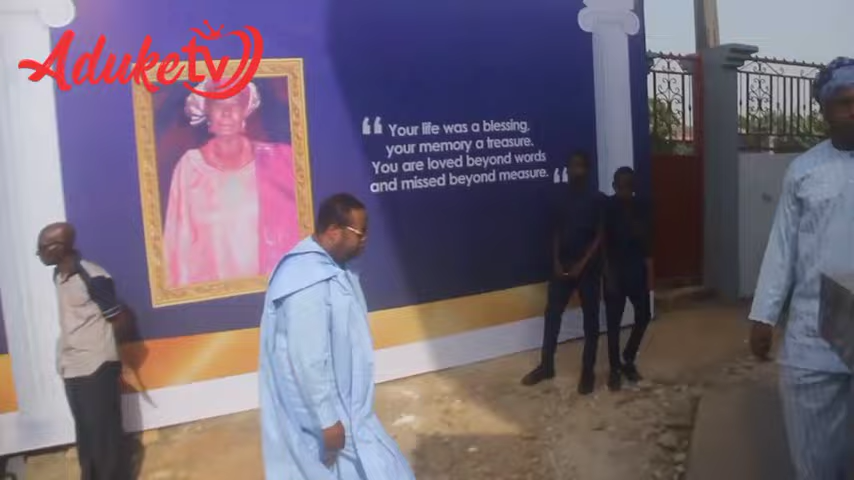 Aduketv
“ Your life was a blessing,
your memory a treasure.
You are loved beyond words
and missed beyond measure. “